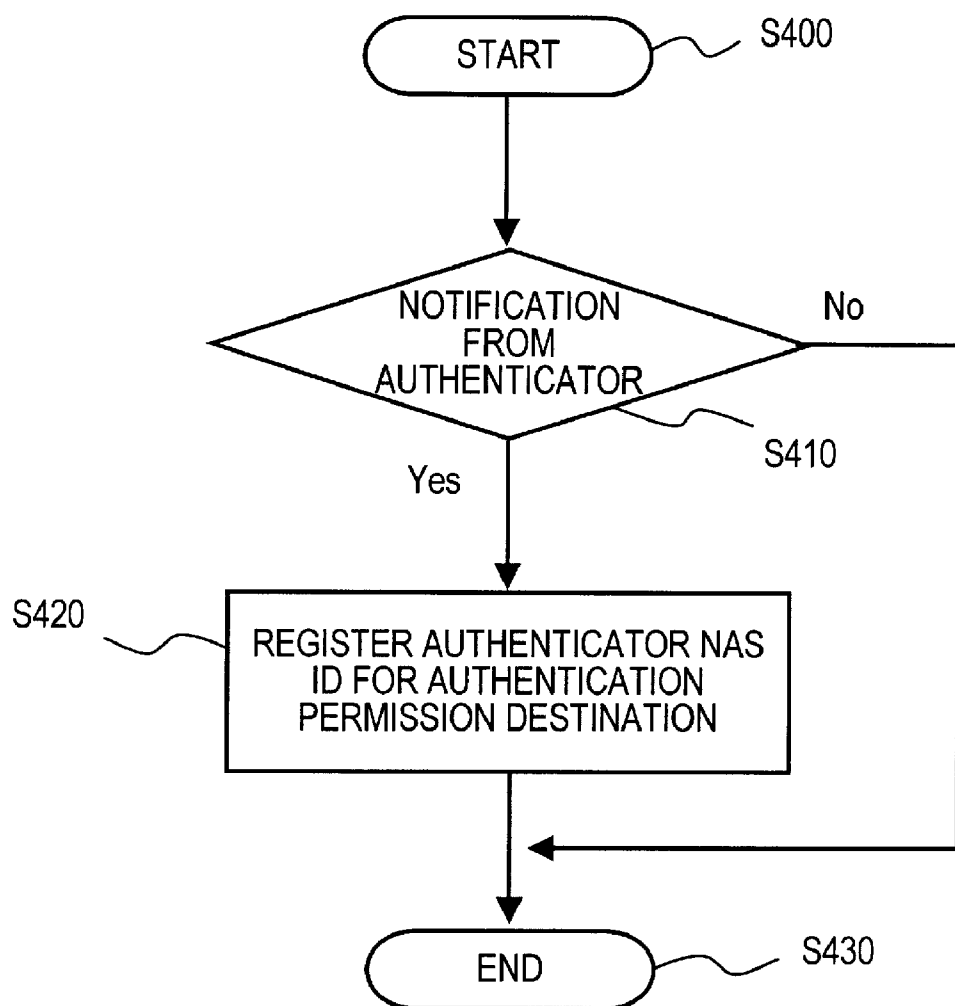 START
S400
NOTIFICATION
FROM
AUTHENTICATOR
No
S410
Yes
S420
REGISTER AUTHENTICATOR NAS
ID FOR AUTHENTICATION
PERMISSION DESTINATION
END
S430